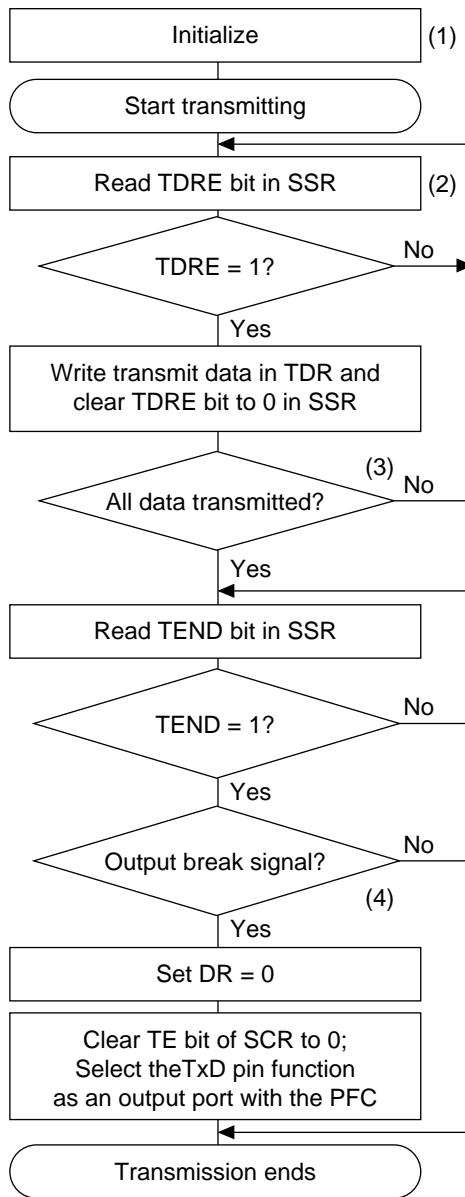 Initialize
(1)
Start transmitting
Read TDRE bit in SSR
(2)
TDRE = 1?
No
Yes
Write transmit data in TDR and
clear TDRE bit to 0 in SSR
(3)
All data transmitted?
No
Yes
Read TEND bit in SSR
TEND = 1?
No
Yes
Output break signal?
No
(4)
Yes
Set DR = 0
Clear TE bit of SCR to 0;
Select theTxD pin function
as an output port with the PFC
Transmission ends